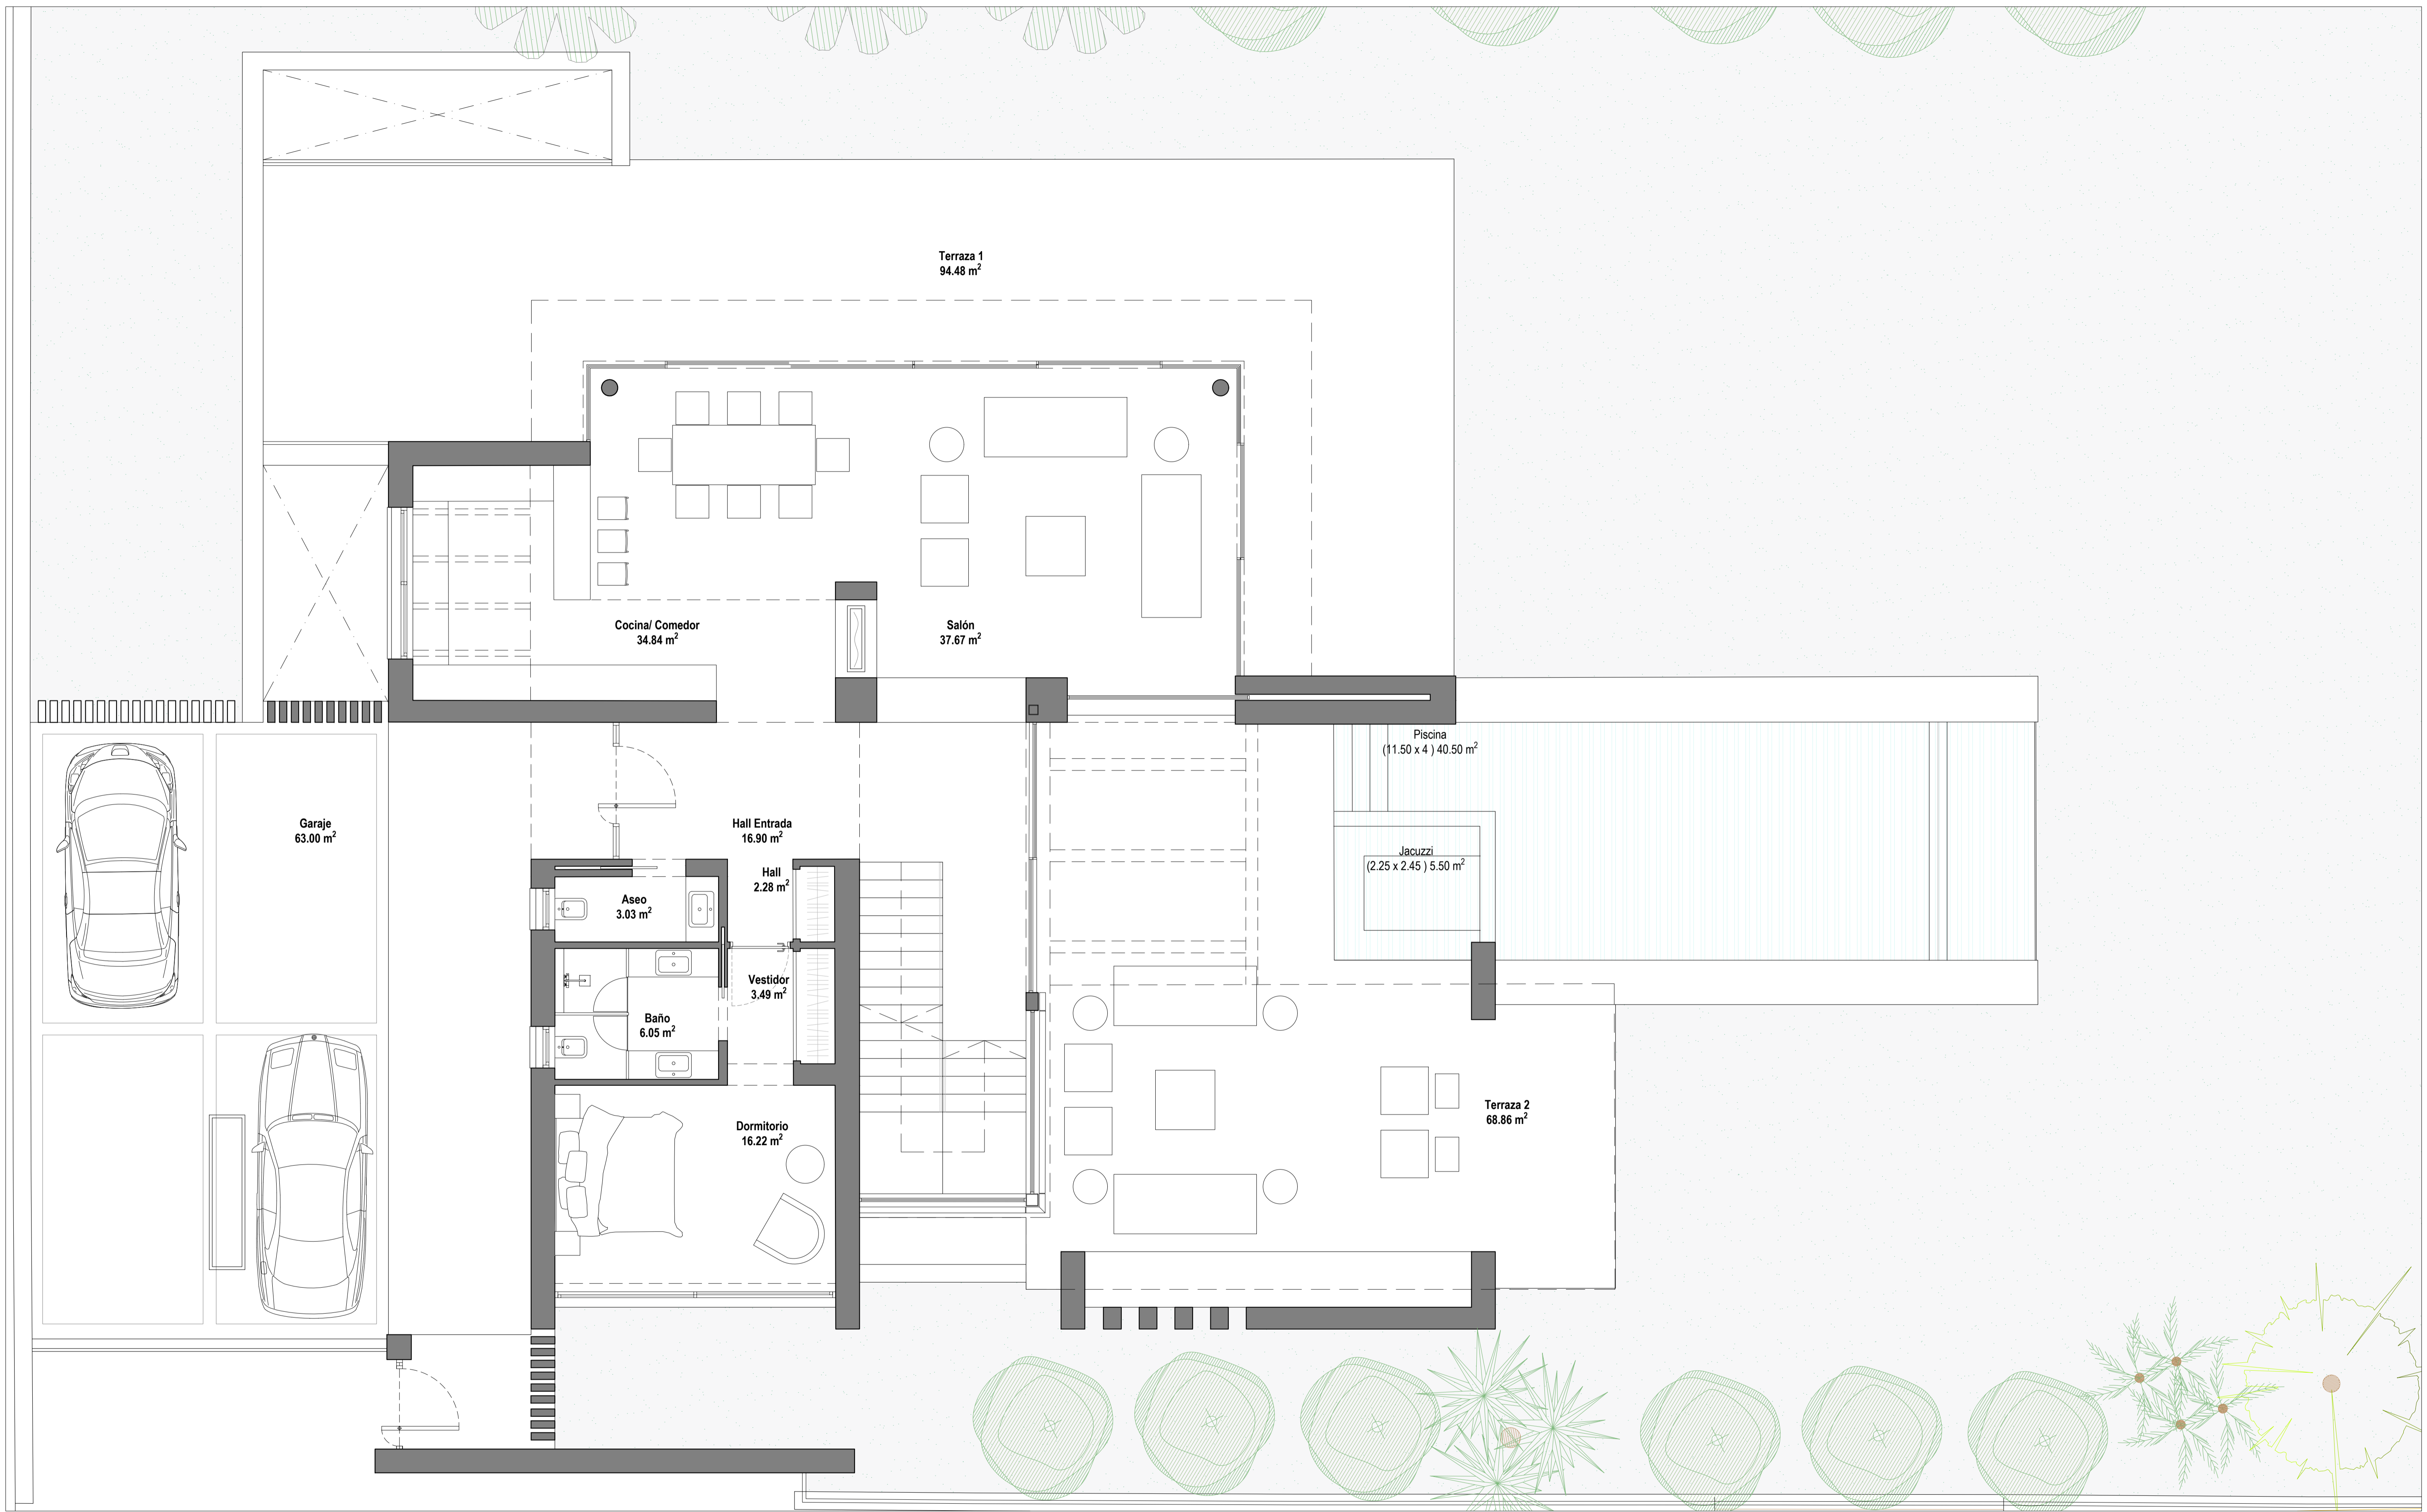 Terraza 1
94.48 m²
Cocina/ Comedor
34.84 m²
Salón
37.67 m²
Piscina
(11.50 x 4 ) 40.50 m²
Garaje
63.00 m²
Hall Entrada
16.90 m²
Jacuzzi
(2.25 x 2.45 ) 5.50 m²
Hall
2.28 m²
Aseo
3.03 m²
Vestidor
3,49 m²
Baño
6.05 m²
Terraza 2
68.86 m²
Dormitorio
16.22 m²